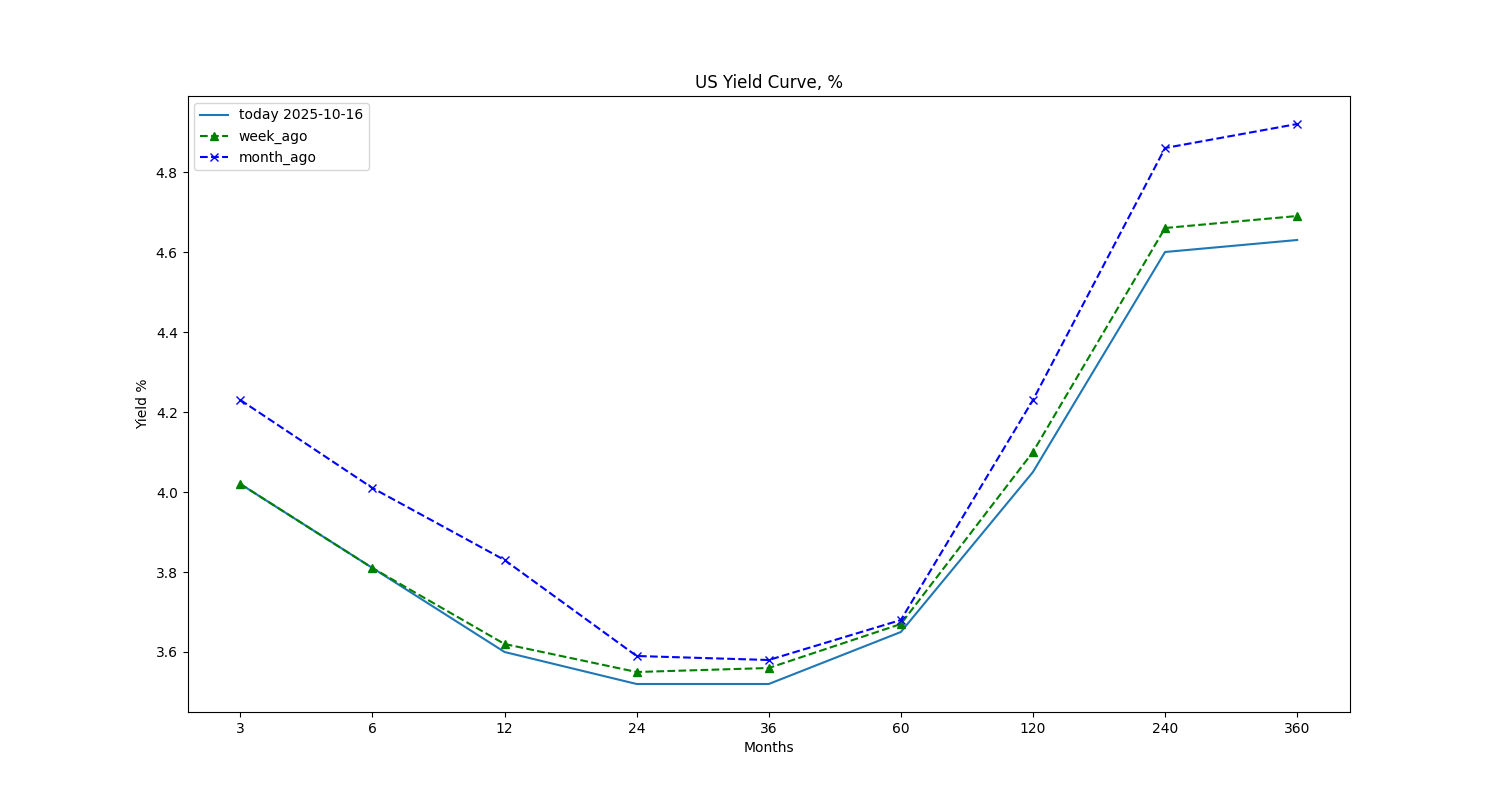 US Yield Curve, %
today 2025-10-16
week_ago
month_ago
4.8
4.6
4.4
4.2
4.0
3.8
3.6
Yield %
3 6 12 24 36 60 120 240 360
Months